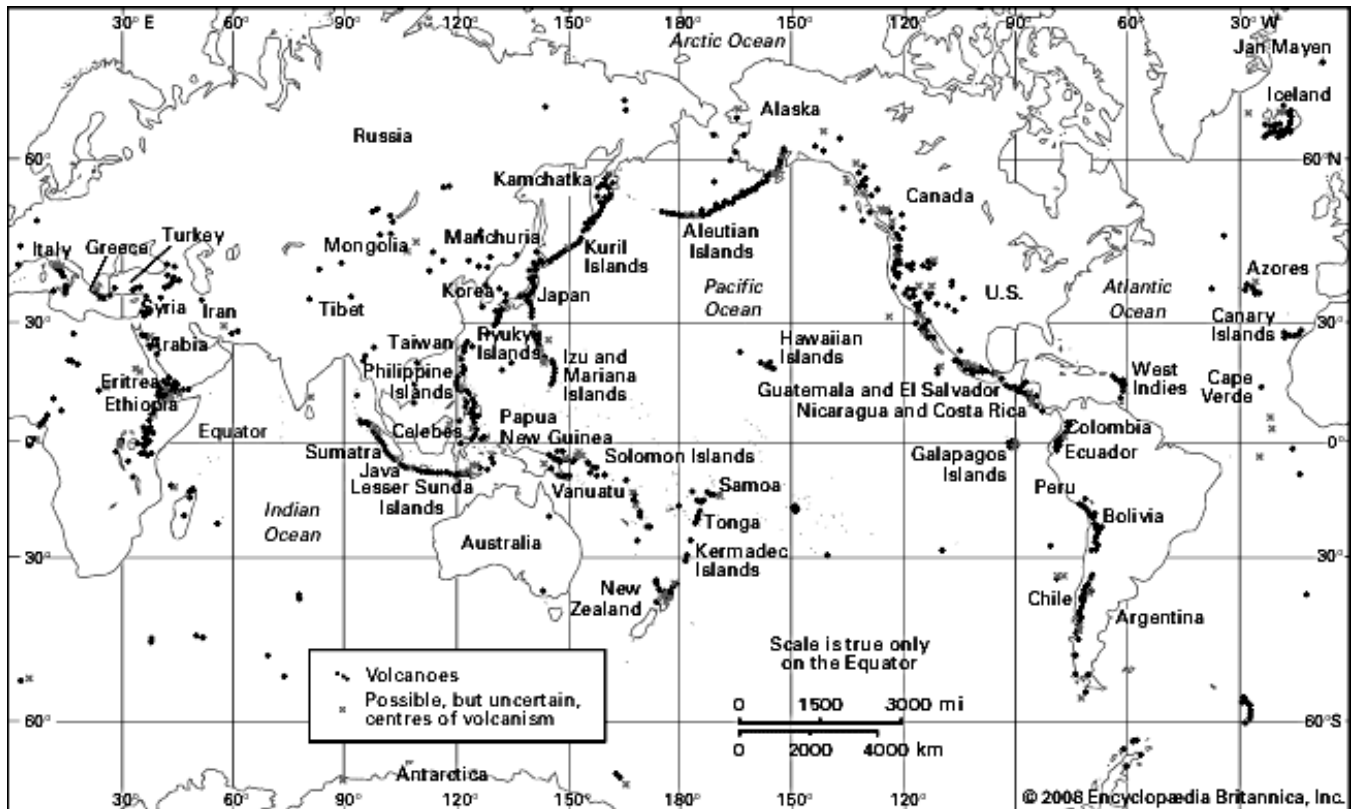 30° E
60°
90°
120°
150°
180°
150°
120°
90°
60°
30° W
Arctic Ocean
Jan Mayen
Iceland
Alaska
Russia
60°
60°N
Kamchatka
Canada
Mongolia
Manchuria
Aleutian
Islands
Kuril
Islands
Italy
Greece
Turkey
Azores
Korea
Japan
Pacific
Ocean
U.S.
Atlantic
Ocean
Syria
Iran
Tibet
30°
30°N
Canary
Islands
Arabia
Taiwan
Ryukyu
Islands
Hawaiian
Islands
Izu and
Mariana
Islands
Philippine
Islands
West
Indies
Cape
Verde
Eritrea
Ethiopia
Guatemala and El Salvador
Nicaragua and Costa Rica
Papua
New Guinea
Equator
Celebes
Colombia
0°
0°
Ecuador
Sumatra
Solomon Islands
Galapagos
Islands
Java
Lesser Sunda
Islands
Vanuatu
Samoa
Peru
Bolivia
Indian
Ocean
Tonga
Australia
30°
30°
Kermadec
Islands
New
Zealand
Chile
Argentina
Scale is true only
on the Equator
Volcanoes
Possible, but uncertain,
centres of volcanism
0 1500 3000 mi
0 2000 4000 km
60°
60°S
Antarctica
30°
60°
90°
120°
150°
180°
150°
120°
90°
60°
30°
© 2006 Encyclopædia Britannica, Inc.